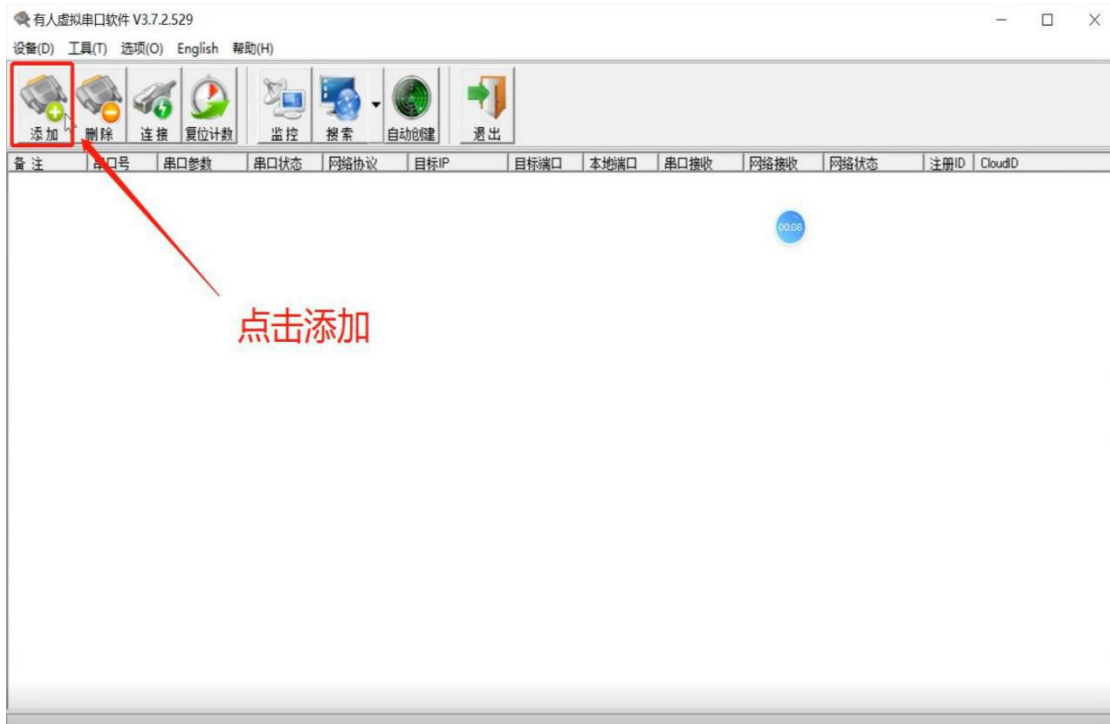 有人虚拟串口软件 V3.7.2.529
设备(D) 工具(T) 选项(O) English 帮助(H)
添加 删除 连接 复位计数 监控 搜索 自动创建 退出
备注 串口号 串口参数 串口状态 网络协议 目标IP 目标端口 本地端口 串口接收 网络接收 网络状态 注册ID CloudID
00:08
点击添加